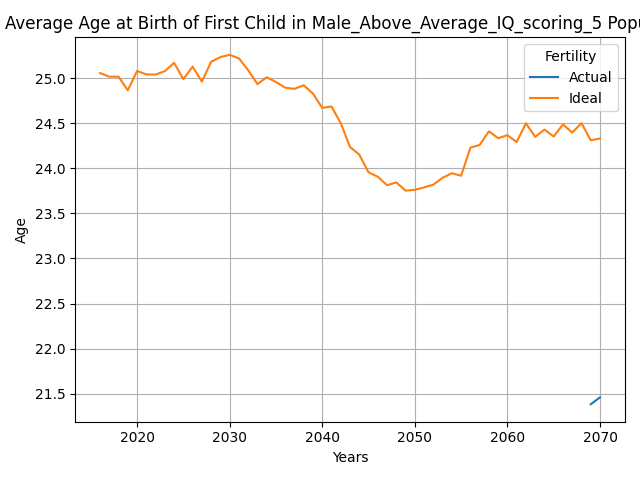 Average Age at Birth of First Child in Male_Above_Average_IQ_scoring_5 Popu
Fertility
Actual
Ideal
Age
25.0
24.5
24.0
23.5
23.0
22.5
22.0
21.5
2020 2030 2040 2050 2060 2070
Years